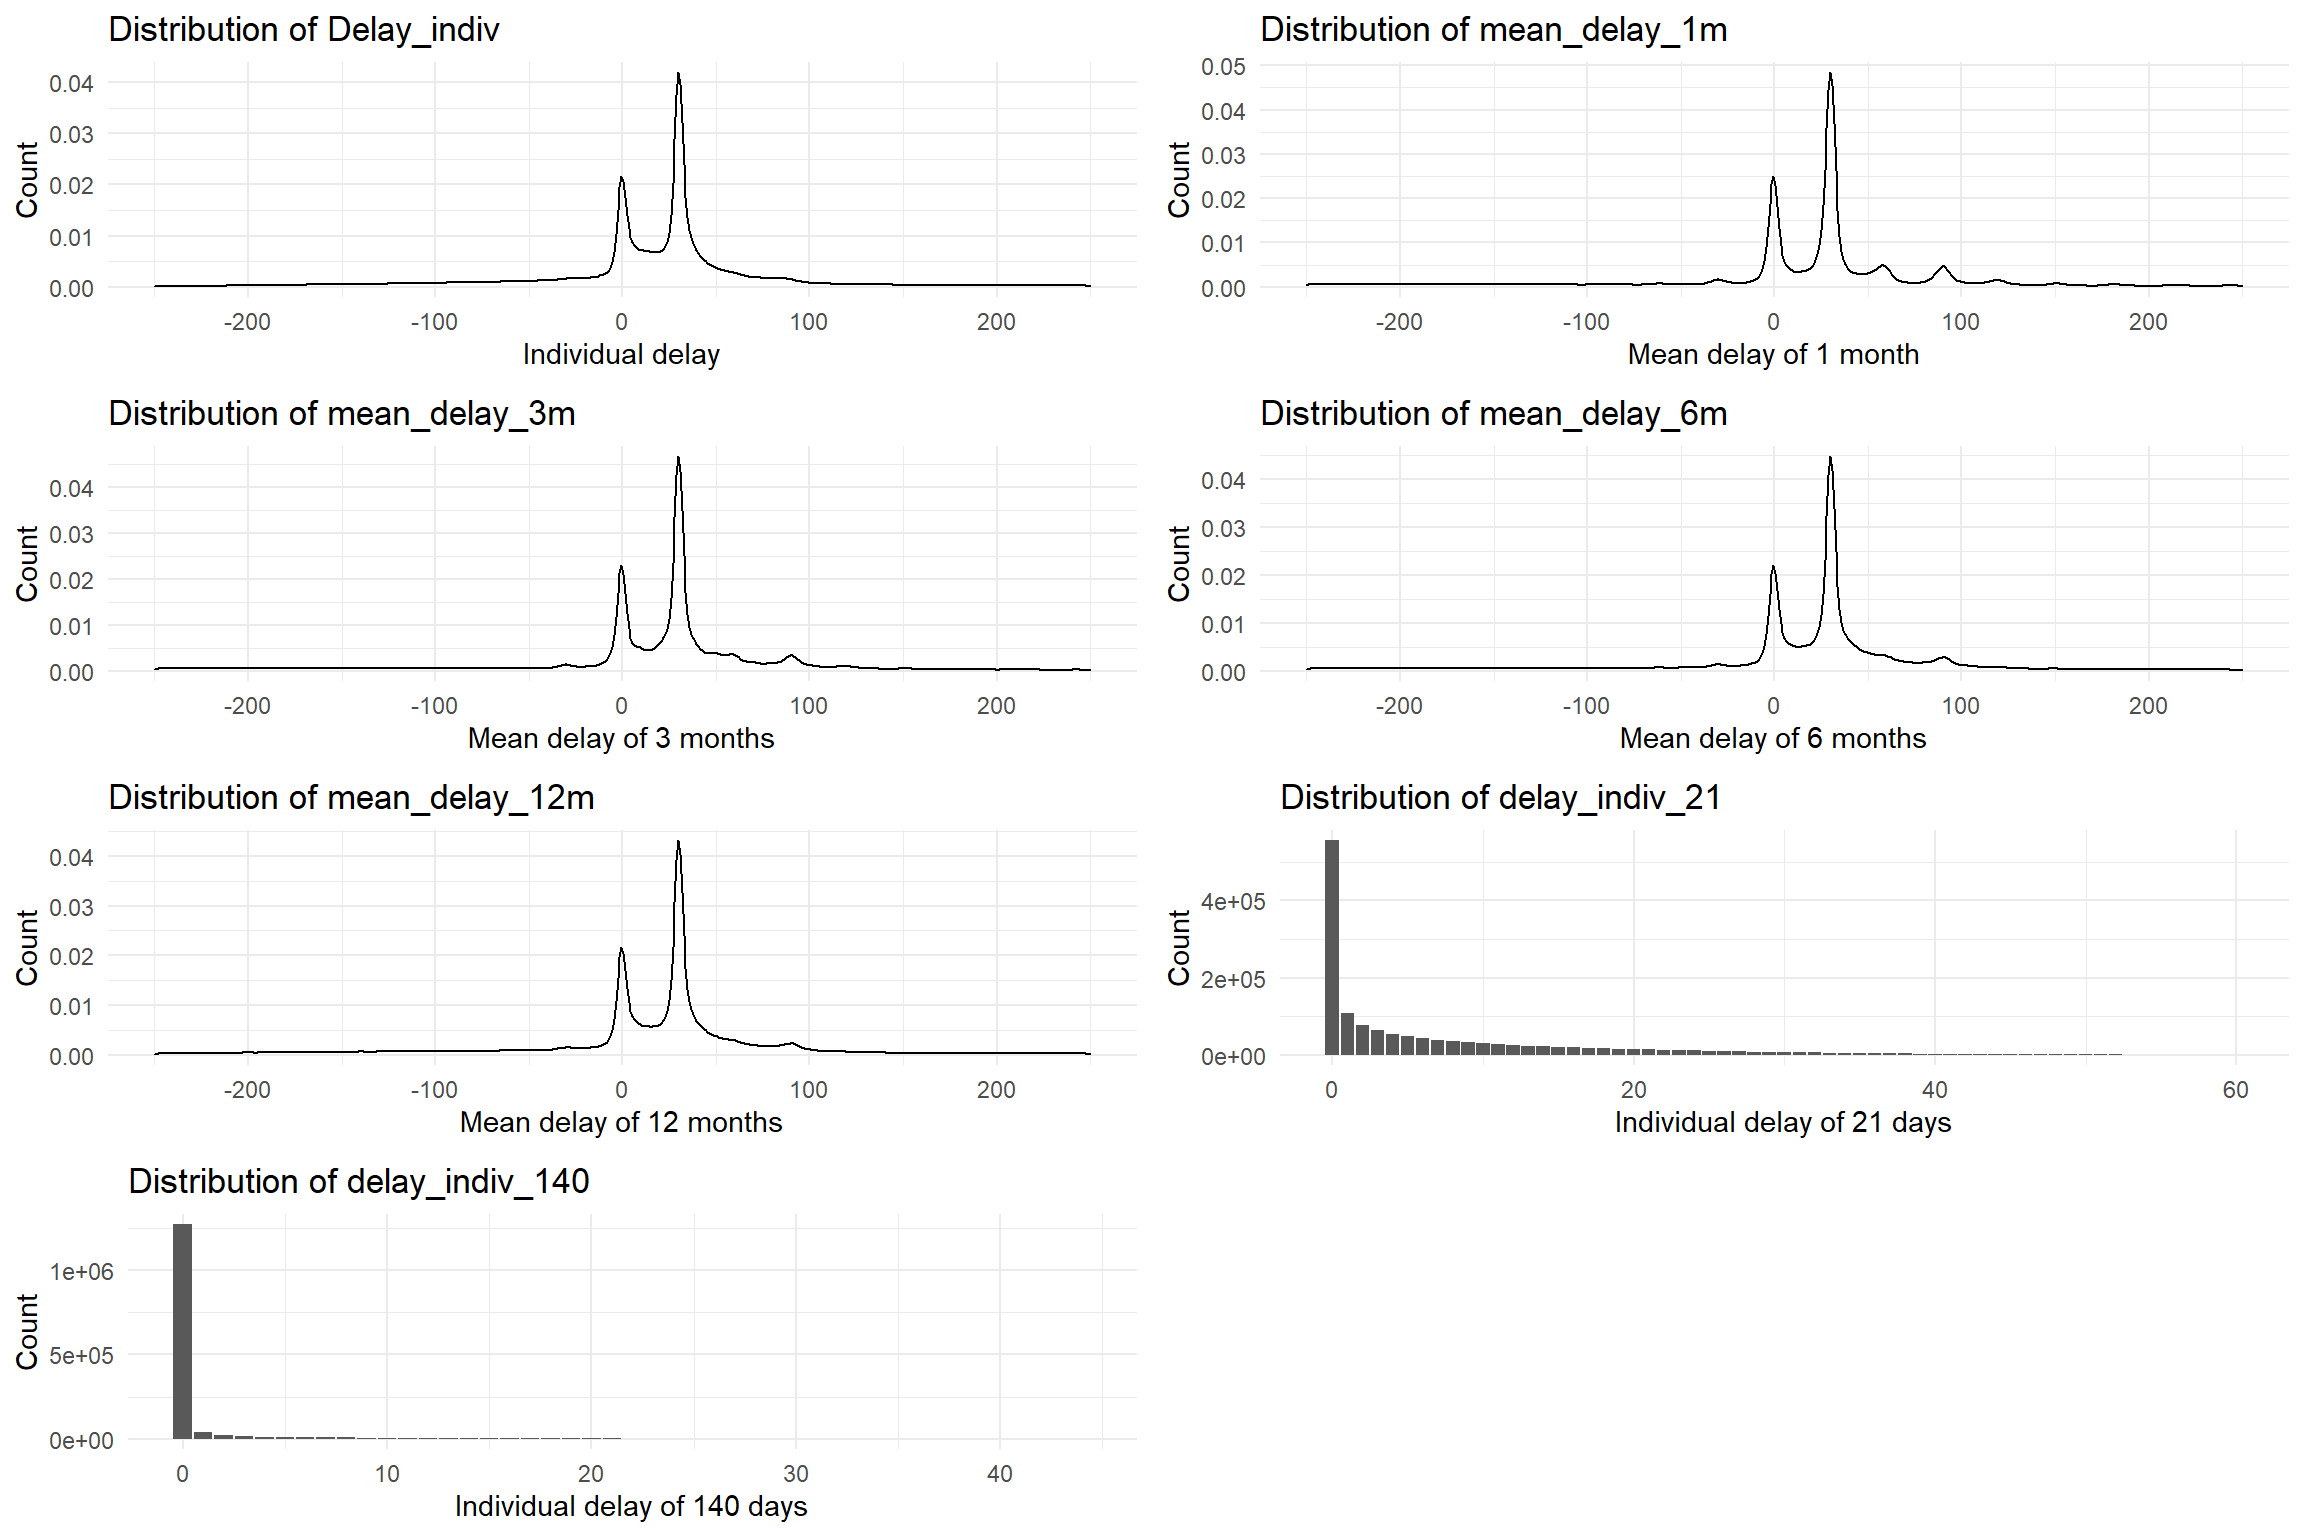 Distribution of Delay_indiv
Count
0.04
0.03
0.02
0.01
0.00
-200 -100 0 100 200
Individual delay
Distribution of mean_delay_1m
Count
0.05
0.04
0.03
0.02
0.01
0.00
-200 -100 0 100 200
Mean delay of 1 month
Distribution of mean_delay_3m
Count
0.04
0.03
0.02
0.01
0.00
-200 -100 0 100 200
Mean delay of 3 months
Distribution of mean_delay_6m
Count
0.04
0.03
0.02
0.01
0.00
-200 -100 0 100 200
Mean delay of 6 months
Distribution of mean_delay_12m
Count
0.04
0.03
0.02
0.01
0.00
-200 -100 0 100 200
Mean delay of 12 months
Distribution of delay_indiv_21
Count
4e+05
2e+05
0e+00
0 20 40 60
Individual delay of 21 days
Distribution of delay_indiv_140
Count
1e+06
5e+05
0e+00
0 10 20 30 40
Individual delay of 140 days